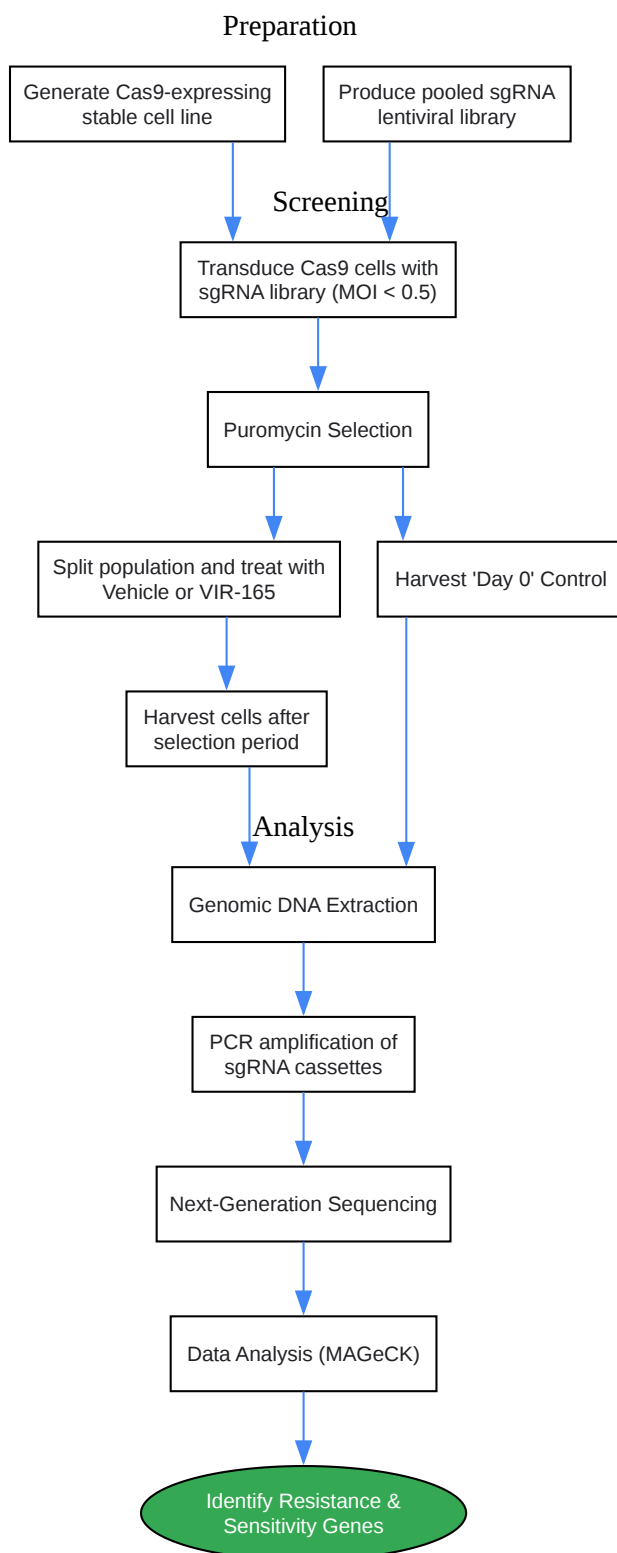 Preparation
Generate Cas9-expressing
stable cell line
Produce pooled sgRNA
lentiviral library
Screening
Transduce Cas9 cells with
sgRNA library (MOI < 0.5)
Puromycin Selection
Split population and treat with
Vehicle or VIR-165
Harvest 'Day 0' Control
Harvest cells after
selection period
Analysis
Genomic DNA Extraction
PCR amplification of
sgRNA cassettes
Next-Generation Sequencing
Data Analysis (MAGeCK)
Identify Resistance &
Sensitivity Genes